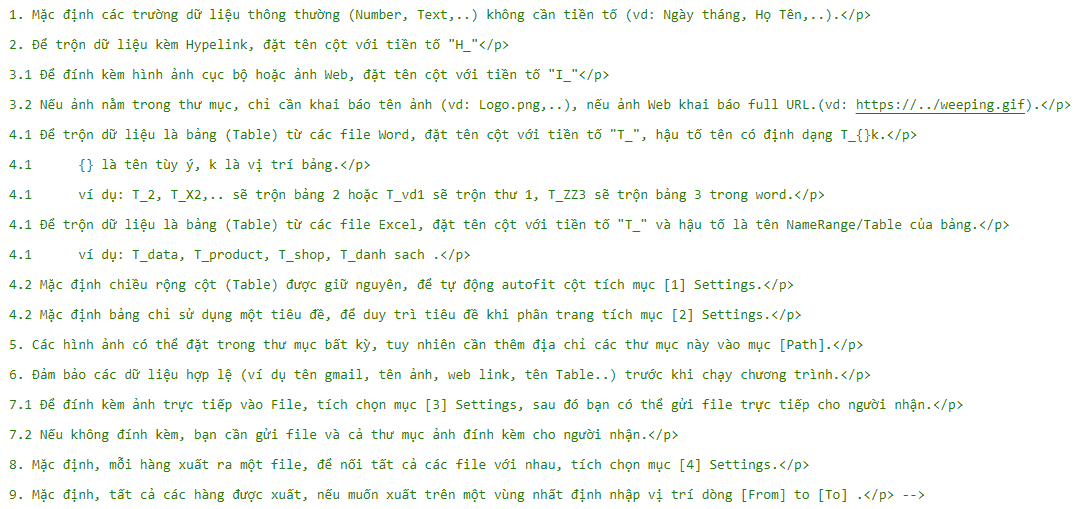 1. Mặc định các trường dữ liệu thông thường (Number, Text,..) không cần tiền tố (vd: Ngày tháng, Họ Tên,..).</p>
2. Để trộn dữ liệu kèm Hypelink, đặt tên cột với tiền tố "H_"</p>
3.1 Để đính kèm hình ảnh cục bộ hoặc ảnh Web, đặt tên cột với tiền tố "I_"</p>
3.2 Nếu ảnh nằm trong thư mục, chỉ cần khai báo tên ảnh (vd: Logo.png,..), nếu ảnh Web khai báo full URL.(vd: https://../weeping.gif).</p>
4.1 Để trộn dữ liệu là bảng (Table) từ các file Word, đặt tên cột với tiền tố "T_", hậu tố tên có định dạng T_{}k.</p>
4.1      {} là tên tùy ý, k là vị trí bảng.</p>
4.1      ví dụ: T_2, T_X2,.. sẽ trộn bảng 2 hoặc T_vd1 sẽ trộn thư 1, T_ZZ3 sẽ trộn bảng 3 trong word.</p>
4.1 Để trộn dữ liệu là bảng (Table) từ các file Excel, đặt tên cột với tiền tố "T_" và hậu tố là tên NameRange/Table của bảng.</p>
4.1      ví dụ: T_data, T_product, T_shop, T_danh sach .</p>
4.2 Mặc định chiều rộng cột (Table) được giữ nguyên, để tự động autofit cột tích mục [1] Settings.</p>
4.2 Mặc định bảng chỉ sử dụng một tiêu đề, để duy trì tiêu đề khi phân trang tích mục [2] Settings.</p>
5. Các hình ảnh có thể đặt trong thư mục bất kỳ, tuy nhiên cần thêm địa chỉ các thư mục này vào mục [Path].</p>
6. Đảm bảo các dữ liệu hợp lệ (ví dụ tên gmail, tên ảnh, web link, tên Table..) trước khi chạy chương trình.</p>
7.1 Để đính kèm ảnh trực tiếp vào File, tích chọn mục [3] Settings, sau đó bạn có thể gửi file trực tiếp cho người nhận.</p>
7.2 Nếu không đính kèm, bạn cần gửi file và cả thư mục ảnh đính kèm cho người nhận.</p>
8. Mặc định, mỗi hàng xuất ra một file, để nối tất cả các file với nhau, tích chọn mục [4] Settings.</p>
9. Mặc định, tất cả các hàng được xuất, nếu muốn xuất trên một vùng nhất định nhập vị trí dòng [From] to [To] .</p> -->